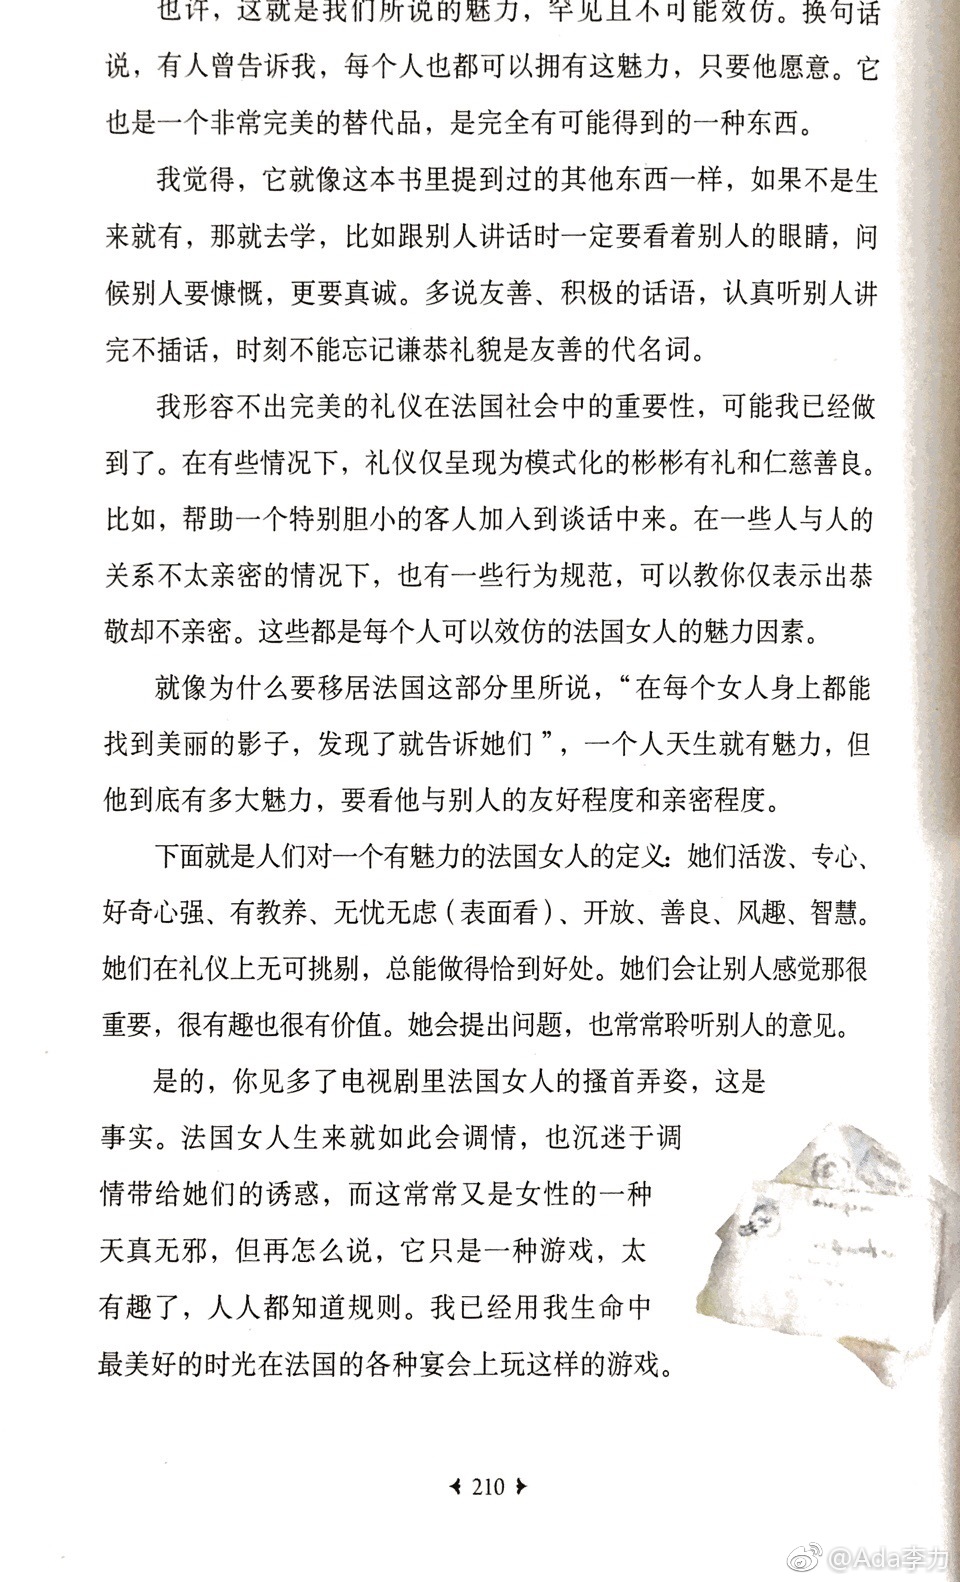 也许，这就是我们所说的魅力，罕见且不可能效仿。换句话
说，有人曾告诉我，每个人也都可以拥有这魅力，只要他愿意。它
也是一个非常完美的替代品，是完全有可能得到的一种东西。
我觉得，它就像这本书里提到过的其他东西一样，如果不是生
来就有，那就去学，比如跟别人讲话时一定要看着别人的眼睛，问
候别人要慷慨，更要真诚。多说友善、积极的话语，认真听别人讲
完不插话，时刻不能忘记谦恭礼貌是友善的代名词。
我形容不出完美的礼仪在法国社会中的重要性，可能我已经做
到了。在有些情况下，礼仪仅呈现为模式化的彬彬有礼和仁慈善良。
比如，帮助一个特别胆小的客人加入到谈话中来。在一些人与人的
关系不太亲密的情况下，也有一些行为规范，可以教你仅表示出恭
敬却不亲密。这些都是每个人可以效仿的法国女人的魅力因素。
就像为什么要移居法国这部分里所说，“在每个女人身上都能
找到美丽的影子，发现了就告诉她们”，一个人天生就有魅力，但
他到底有多大魅力，要看他与别人的友好程度和亲密程度。
下面就是人们对一个有魅力的法国女人的定义：她们活泼、专心、
好奇心强、有教养、无忧无虑（表面看）、开放、善良、风趣、智慧。
她们在礼仪上无可挑剔，总能做得恰到好处。她们会让别人感觉那很
重要，很有趣也很有价值。她会提出问题，也常常聆听别人的意见。
是的，你见多了电视剧里法国女人的搔首弄姿，这是
事实。法国女人生来就如此会调情，也沉迷于调
情带给她们的诱惑，而这常常又是女性的一种
天真无邪，但再怎么说，它只是一种游戏，太
有趣了，人人都知道规则。我已经用我生命中
最美好的时光在法国的各种宴会上玩这样的游戏。
210
@Ada李力